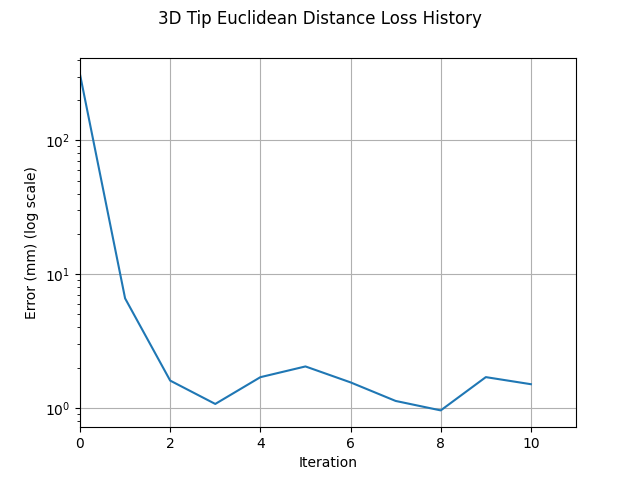 3D Tip Euclidean Distance Loss History
Error (mm) (log scale)
10²
10¹
10⁰
0 2 4 6 8 10
Iteration